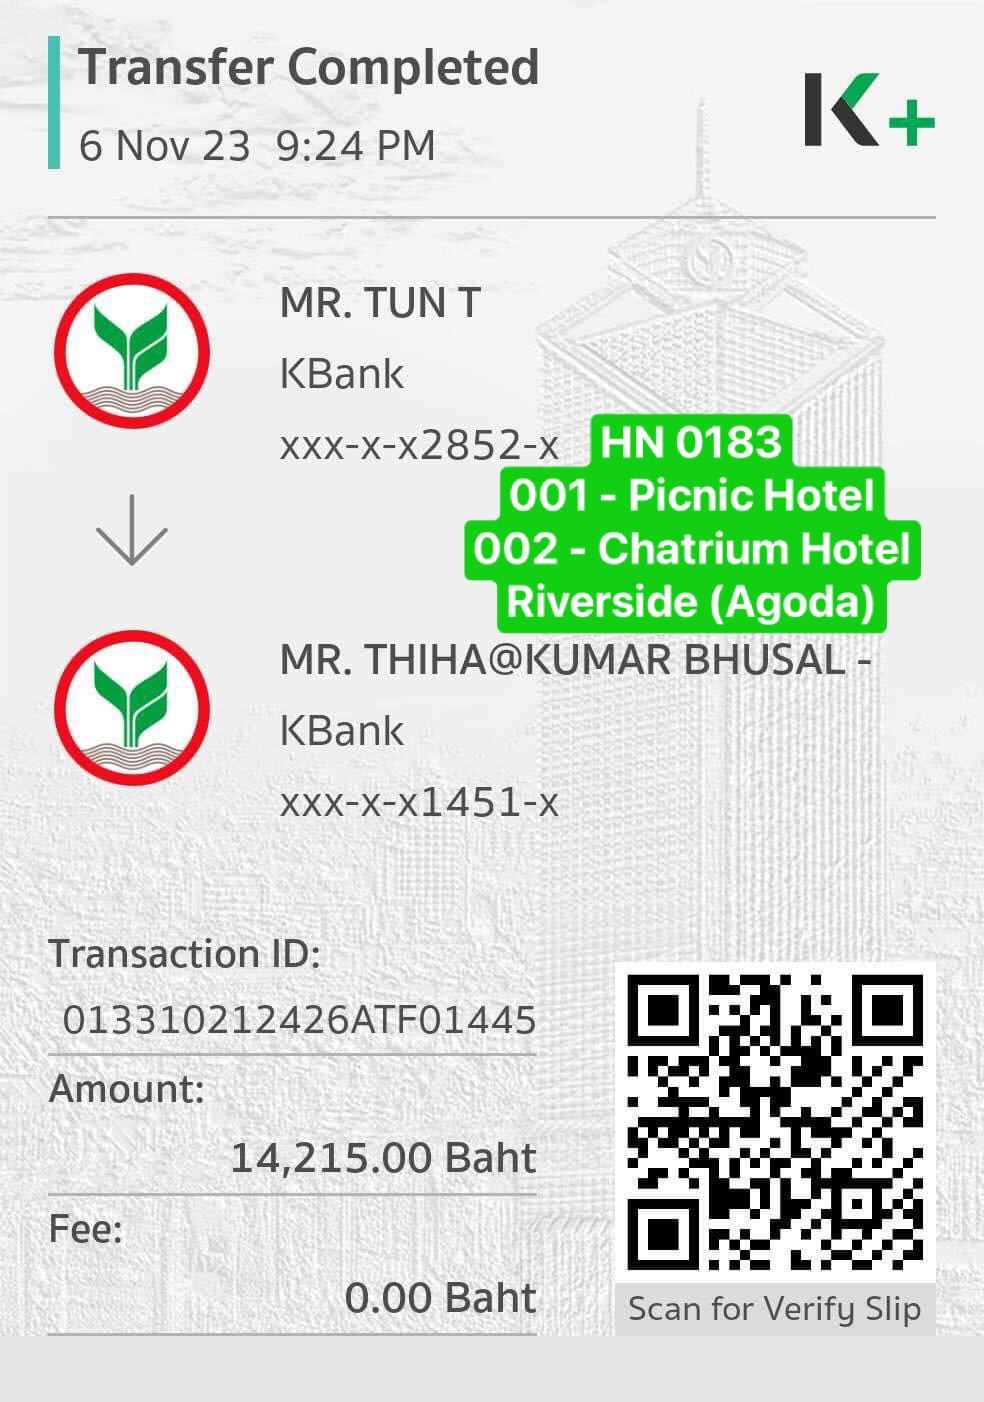 Transfer Completed
6 Nov 23 9:24 PM
K+
MR. TUN T
KBank
xxx-x-x2852-x
HN 0183
001 - Picnic Hotel
002 - Chatrium Hotel
Riverside (Agoda)
MR. THIHA@KUMAR BHUSAL -
KBank
xxx-x-x1451-x
Transaction ID:
013310212426ATF01445
Amount:
14,215.00 Baht
Fee:
0.00 Baht
Scan for Verify Slip